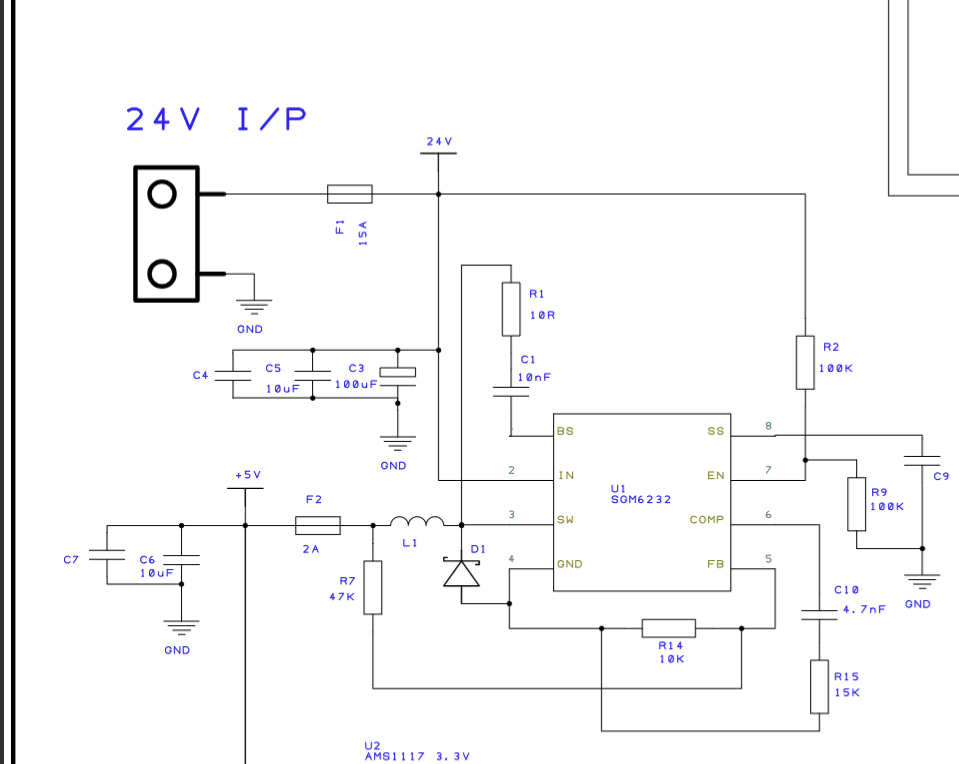 24V I/P
24V
F1
15A
GND
R1
10R
C1
10nF
R2
100K
C4
C5
10uF
C3
100uF
GND
BS
SS
8
2
IN
EN
7
U1
SGM6232
3
SW
COMP
6
4
GND
FB
5
R9
100K
C9
GND
+5V
F2
2A
L1
D1
C7
C6
10uF
GND
R7
47K
R14
10K
C10
4.7nF
R15
15K
U2
AMS1117 3.3V